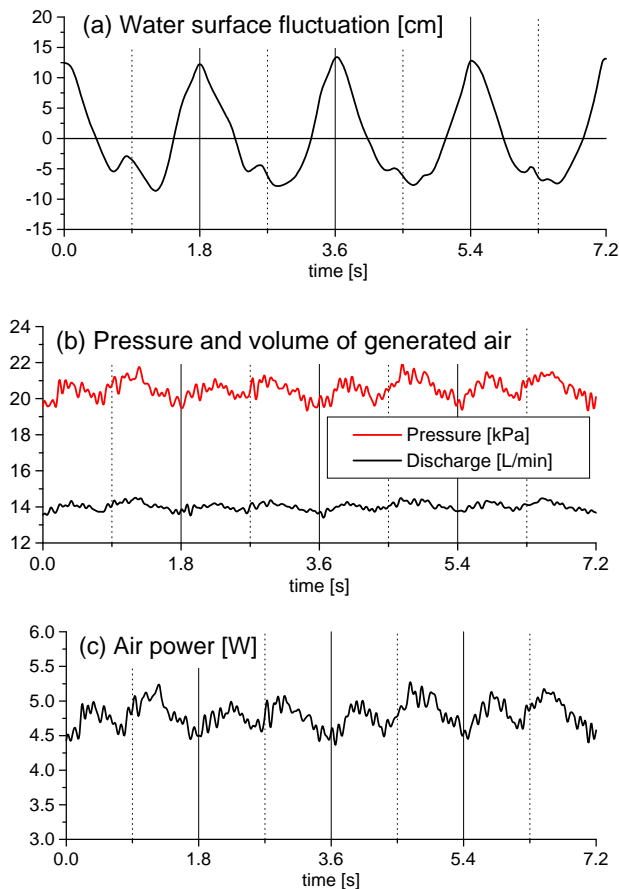 (a) Water surface fluctuation [cm]
20
15
10
5
0
-5
-10
-15
0.0 1.8 3.6 5.4 7.2
time [s]
(b) Pressure and volume of generated air
24
22
20
18
16
14
12
Pressure [kPa]
Discharge [L/min]
0.0 1.8 3.6 5.4 7.2
time [s]
(c) Air power [W]
6.0
5.5
5.0
4.5
4.0
3.5
3.0
0.0 1.8 3.6 5.4 7.2
time [s]